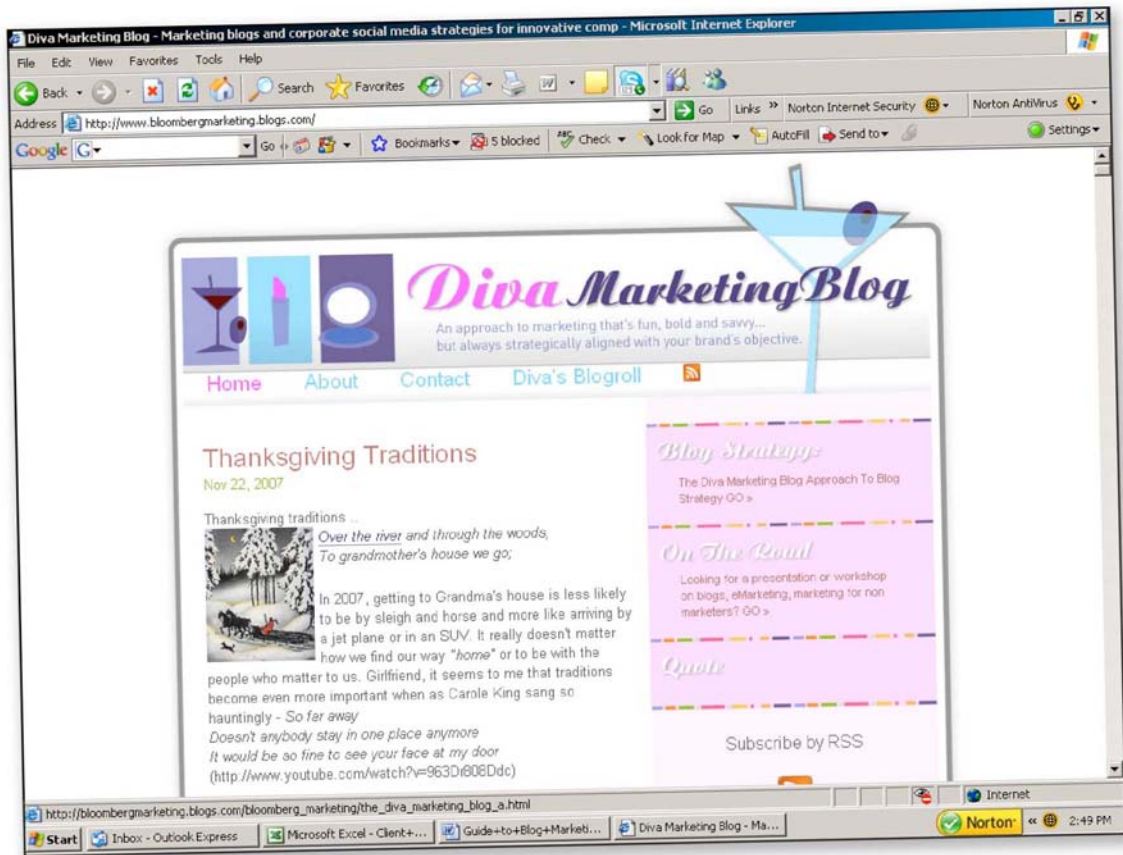 Diva Marketing Blog - Marketing blogs and corporate social media strategies for innovative comp - Microsoft Internet Explorer
File Edit View Favorites Tools Help
Back Search Favorites
Address http://www.bloombergmarketing.blogs.com/ Go Links » Norton Internet Security Norton AntiVirus
Google G Go Bookmarks 5 blocked ABC Check Look for Map AutoFill Send to Settings
Diva Marketing Blog
An approach to marketing that's fun, bold and savvy...
but always strategically aligned with your brand's objective.
Home About Contact Diva's Blogroll
Thanksgiving Traditions
Nov 22, 2007
Thanksgiving traditions ..
Over the river and through the woods,
To grandmother's house we go;
In 2007, getting to Grandma's house is less likely
to be by sleigh and horse and more like arriving by
a jet plane or in an SUV. It really doesn't matter
how we find our way "home" or to be with the
people who matter to us. Girlfriend, it seems to me that traditions
become even more important when as Carole King sang so
hauntingly - So far away
Doesn't anybody stay in one place anymore
It would be so fine to see your face at my door
(http://www.youtube.com/watch?v=963Dr808Ddc)
Blog Strategy:
The Diva Marketing Blog Approach To Blog
Strategy GO »
On The Road
Looking for a presentation or workshop
on blogs, eMarketing, marketing for non
marketers? GO »
Quote
Subscribe by RSS
http://bloombergmarketing.blogs.com/bloomberg_marketing/the_diva_marketing_blog_a.html Internet
Start Inbox - Outlook Express Microsoft Excel - Client+... Guide+to+Blog+Marketi... Diva Marketing Blog - Ma... Norton « 2:49 PM